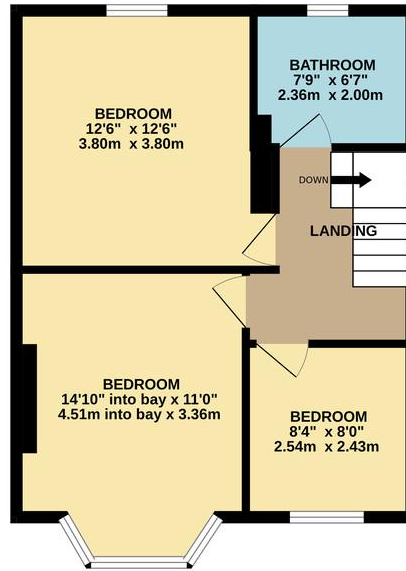 BEDROOM
12'6" x 12'6"
3.80m x 3.80m
BATHROOM
7'9" x 6'7"
2.36m x 2.00m
DOWN
LANDING
BEDROOM
14'10" into bay x 11'0"
4.51m into bay x 3.36m
BEDROOM
8'4" x 8'0"
2.54m x 2.43m